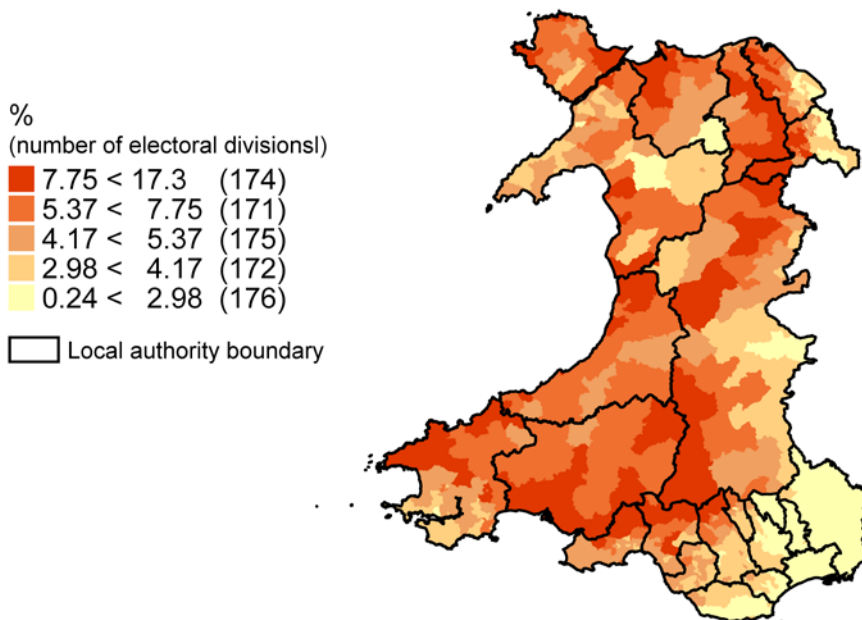 %
(number of electoral divisionsl)
7.75 < 17.3 (174)
5.37 < 7.75 (171)
4.17 < 5.37 (175)
2.98 < 4.17 (172)
0.24 < 2.98 (176)
Local authority boundary